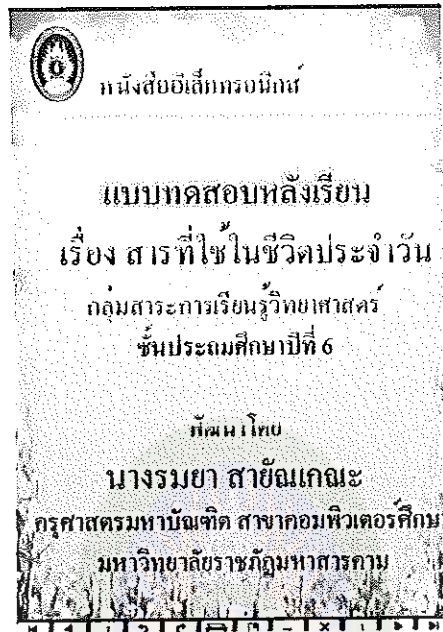 หนังสืออิเล็กทรอนิกส์
แบบทดสอบหลังเรียน
เรื่อง สารที่ใช้ในชีวิตประจำวัน
กลุ่มสาระการเรียนรู้วิทยาศาสตร์
ชั้นประถมศึกษาปีที่ 6
พัฒนาโดย
นางรมยา สายัณเกณะ
ครุศาสตรมหาบัณฑิต สาขาคอมพิวเตอร์ศึกษ
มหาวิทยาลัยราชภัฏมหาสารคาม